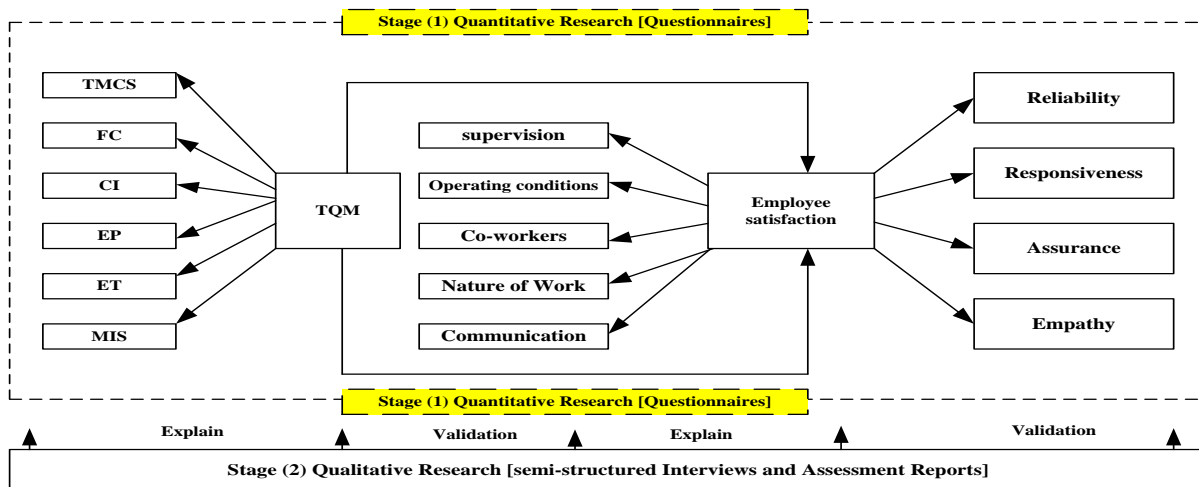 Stage (1) Quantitative Research [Questionnaires]
TMCS
FC
CI
EP
ET
MIS
TQM
supervision
Operating conditions
Co-workers
Nature of Work
Communication
Employee
satisfaction
Reliability
Responsiveness
Assurance
Empathy
Stage (1) Quantitative Research [Questionnaires]
Explain
Validation
Explain
Validation
Stage (2) Qualitative Research [semi-structured Interviews and Assessment Reports]